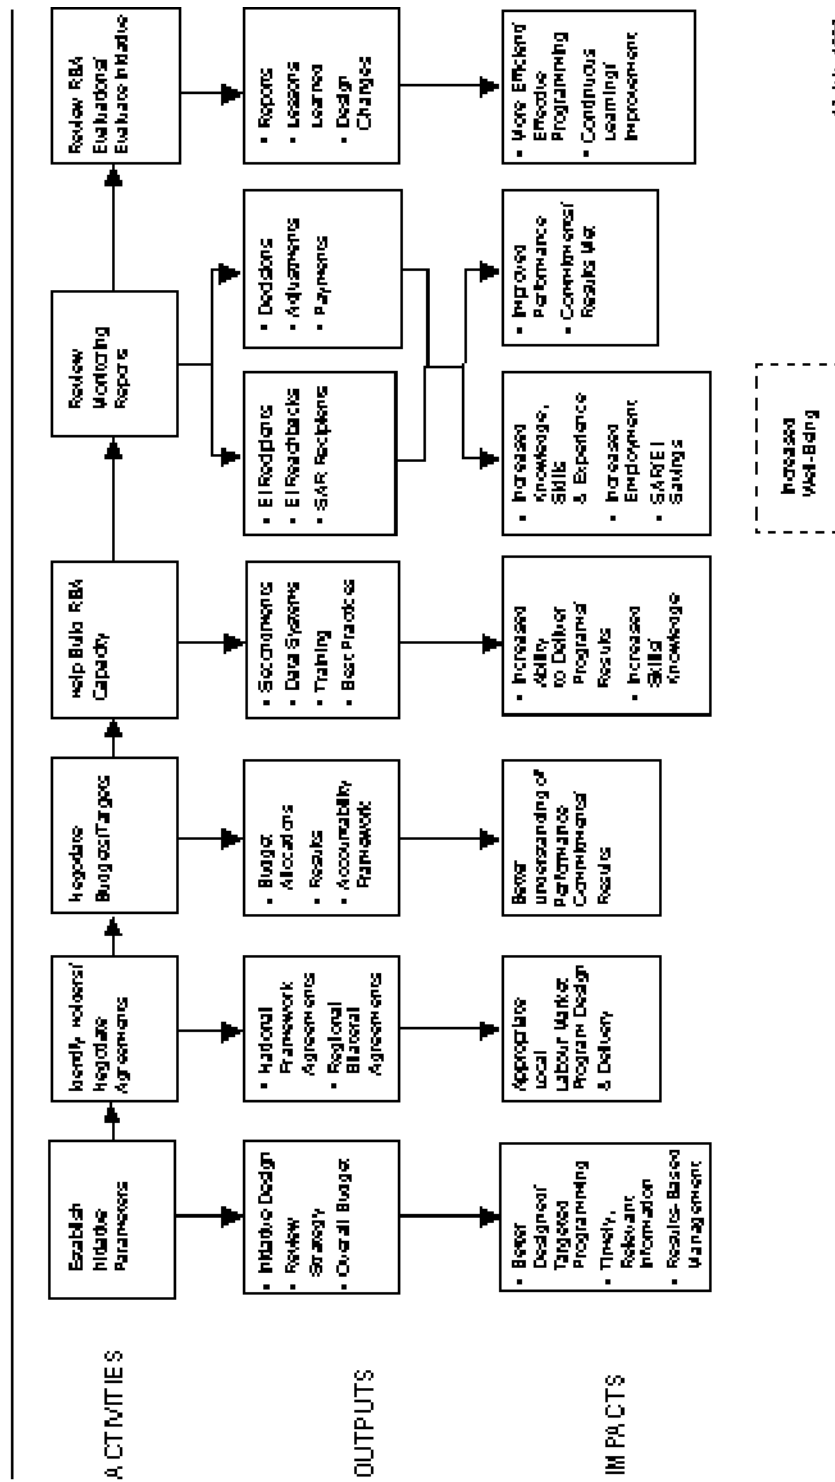 ACTIVITIES
Establish
Initiative
Parameters
Identify Holders/
Negotiate
Agreements
Negotiate
Budgets/Targets
Help Build RBA
Capacity
Review
Monitoring
Reports
Review RBA
Evaluations/
Evaluate Initiative
OUTPUTS
• Initiative Design
• Review
Strategy
• Overall Budget
• National
Framework
Agreements
• Regional
Bilateral
Agreements
• Budget
Allocations
• Results
• Accountability
Framework
• Secondments
• Data Systems
• Training
• Best Practices
• EI Recipients
• EI Reachbacks
• SAR Recipients
• Decisions
• Adjustments
• Payments
• Reports
• Lessons
Learned
• Design
Changes
IMPACTS
• Better
Designed/
Targeted
Programming
• Timely,
Relevant
Information
• Results-Based
Management
Appropriate
Local
Labour Market
Program Design
& Delivery
Better
Understanding of
Performance
Commitments/
Results
• Increased
Ability
to Deliver
Programs/
Results
• Increased
Skills/
Knowledge
• Increased
Knowledge,
Skills
& Experience
• Increased
Employment
• SAR/EI
Savings
• Improved
Performance
• Commitments/
Results Met
• More Efficient/
Effective
Programming
• Continuous
Learning/
Improvement
Increased
Well-Being